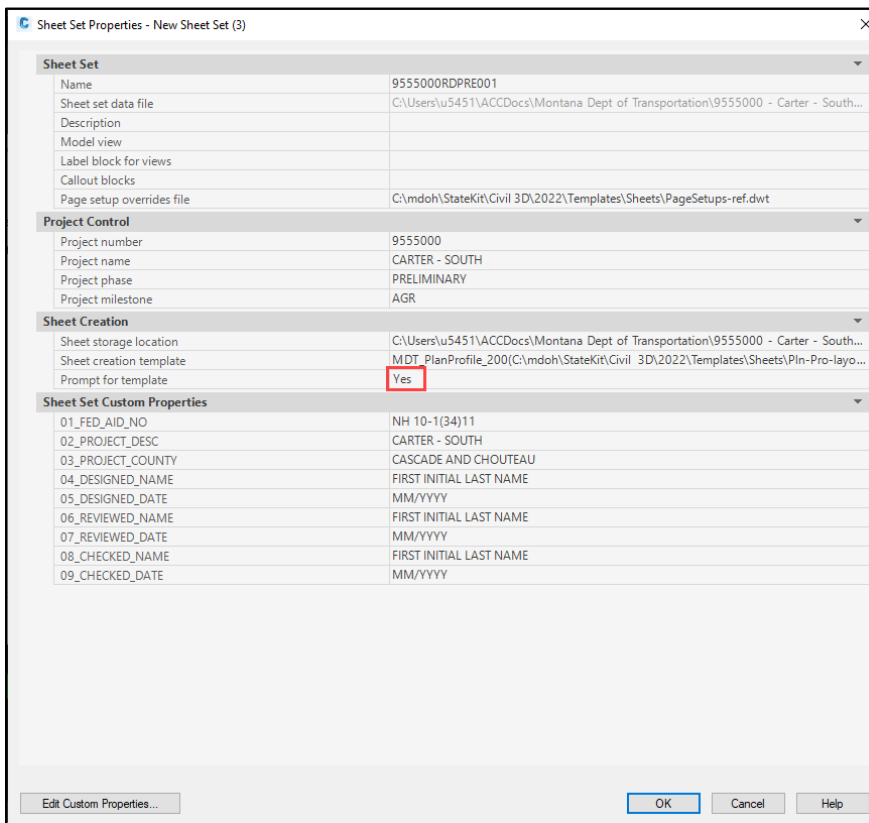 Sheet Set Properties - New Sheet Set (3)
Sheet Set
Name 9555000RDPRE001
Sheet set data file C:\Users\u5451\ACCDocs\Montana Dept of Transportation\9555000 - Carter - South...
Description
Model view
Label block for views
Callout blocks
Page setup overrides file C:\mdoh\StateKit\Civil 3D\2022\Templates\Sheets\PageSetups-ref.dwt
Project Control
Project number 9555000
Project name CARTER - SOUTH
Project phase PRELIMINARY
Project milestone AGR
Sheet Creation
Sheet storage location C:\Users\u5451\ACCDocs\Montana Dept of Transportation\9555000 - Carter - South...
Sheet creation template MDT_PlanProfile_200(C:\mdoh\StateKit\Civil 3D\2022\Templates\Sheets\Pln-Pro-layo...
Prompt for template Yes
Sheet Set Custom Properties
01_FED_AID_NO NH 10-1(34)11
02_PROJECT_DESC CARTER - SOUTH
03_PROJECT_COUNTY CASCADE AND CHOUTEAU
04_DESIGNED_NAME FIRST INITIAL LAST NAME
05_DESIGNED_DATE MM/YYYY
06_REVIEWED_NAME FIRST INITIAL LAST NAME
07_REVIEWED_DATE MM/YYYY
08_CHECKED_NAME FIRST INITIAL LAST NAME
09_CHECKED_DATE MM/YYYY
Edit Custom Properties... OK Cancel Help